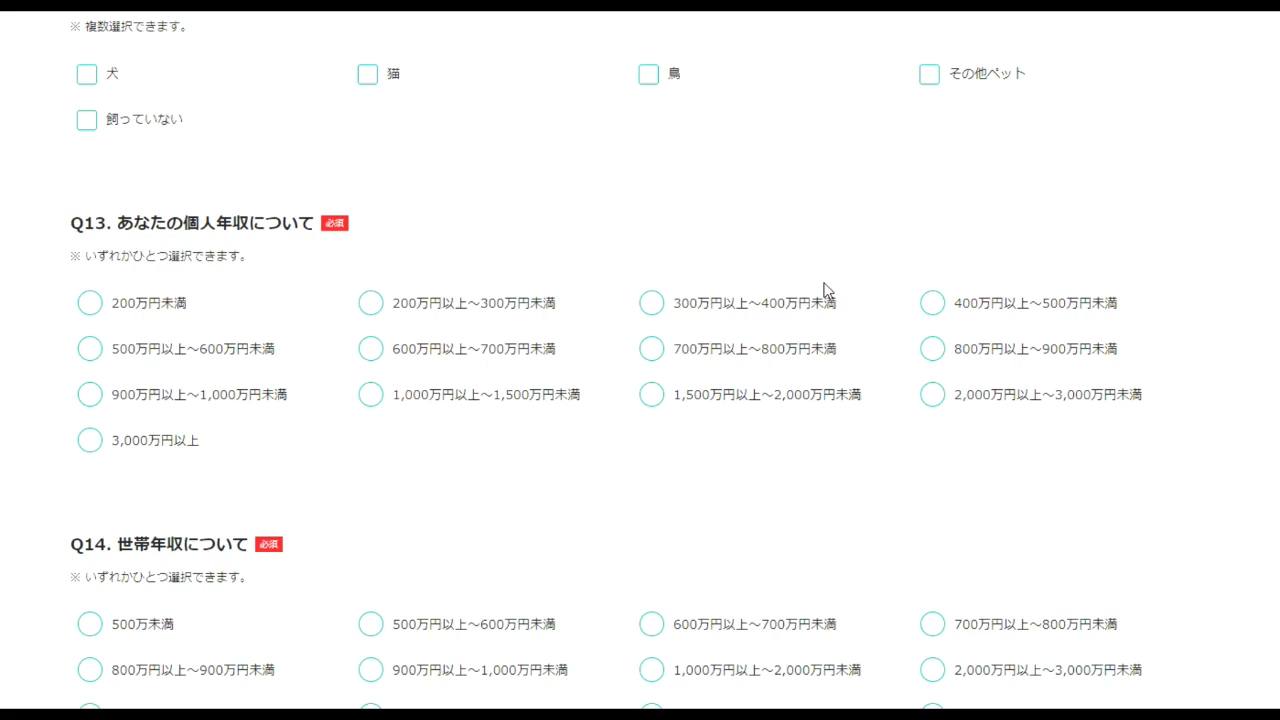 ※ 複数選択できます。
犬 猫 鳥 その他ペット
飼っていない
Q13. あなたの個人年収について 必須
※ いずれかひとつ選択できます。
200万円未満 200万円以上～300万円未満 300万円以上～400万円未満 400万円以上～500万円未満
500万円以上～600万円未満 600万円以上～700万円未満 700万円以上～800万円未満 800万円以上～900万円未満
900万円以上～1,000万円未満 1,000万円以上～1,500万円未満 1,500万円以上～2,000万円未満 2,000万円以上～3,000万円未満
3,000万円以上
Q14. 世帯年収について 必須
※ いずれかひとつ選択できます。
500万未満 500万円以上～600万円未満 600万円以上～700万円未満 700万円以上～800万円未満
800万円以上～900万円未満 900万円以上～1,000万円未満 1,000万円以上～2,000万円未満 2,000万円以上～3,000万円未満